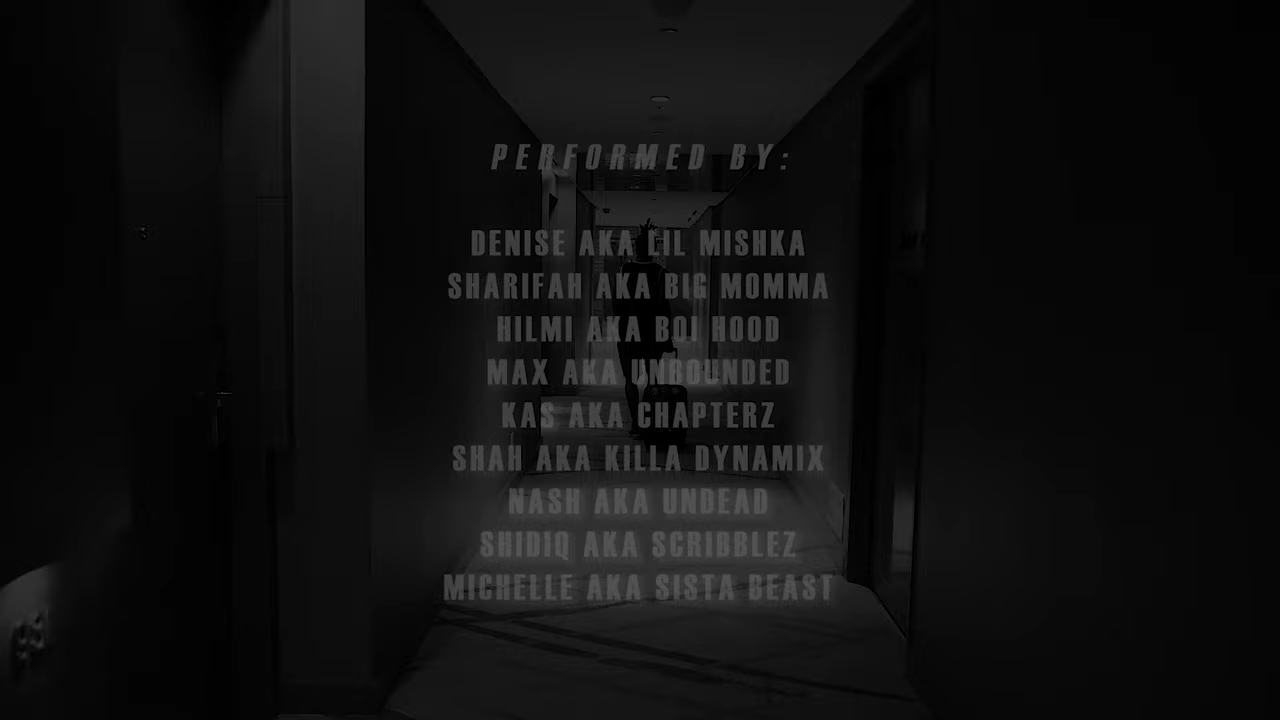 PERFORMED BY:
DENISE AKA LIL MISHKA
SHARIFAH AKA BIG MOMMA
HILMI AKA BOI HOOD
MAX AKA UNBOUNDED
KAS AKA CHAPTERZ
SHAH AKA KILLA DYNAMIX
NASH AKA UNDEAD
SHIDIQ AKA SCRIBBLEZ
MICHELLE AKA SISTA BEAST